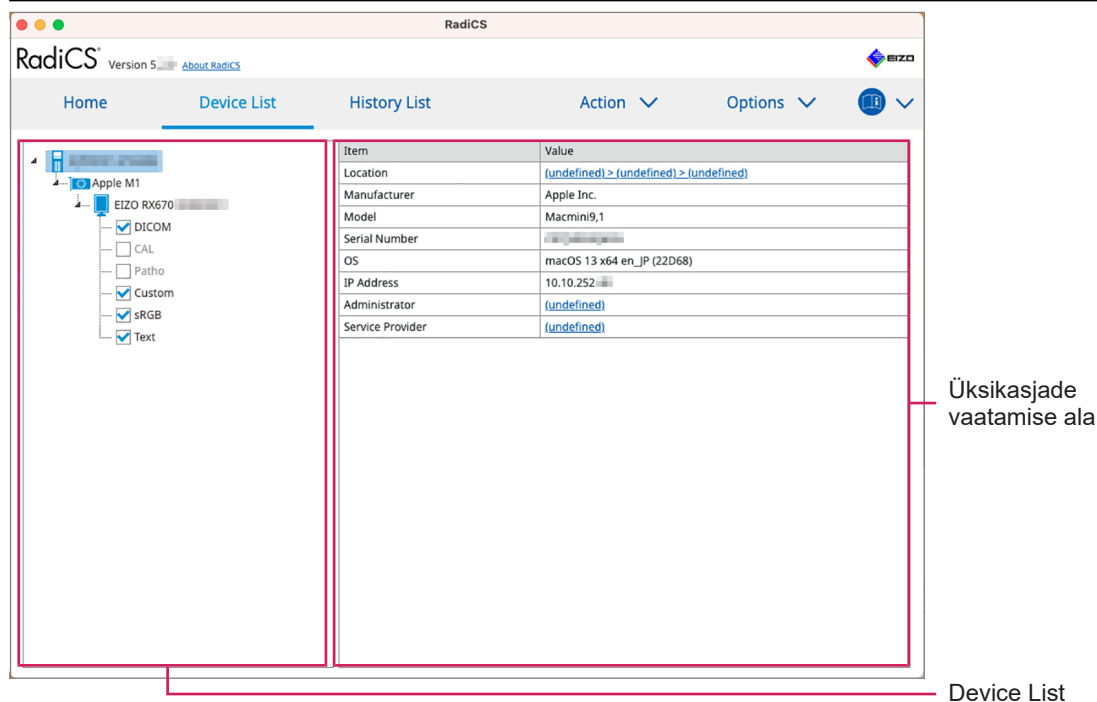 RadiCS
RadiCS Version 5. About RadiCS
EIZO
Home Device List History List Action Options
Apple M1
EIZO RX670
DICOM
CAL
Patho
Custom
sRGB
Text
Item Value
Location (undefined) > (undefined) > (undefined)
Manufacturer Apple Inc.
Model Macmini9,1
Serial Number
OS macOS 13 x64 en_JP (22D68)
IP Address 10.10.252
Administrator (undefined)
Service Provider (undefined)
Üksikasjade
vaatamise ala
Device List